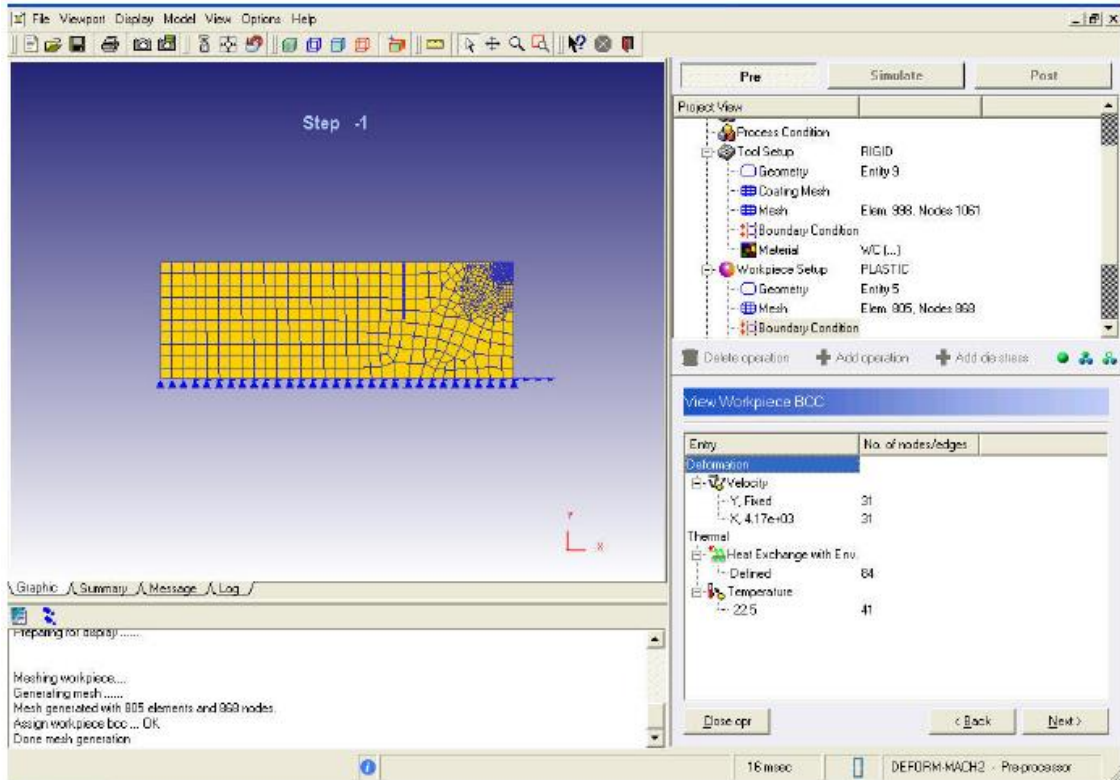 File Viewport Display Model View Options Help
Step -1
Graphic Summary Message Log
Preparing for display ......
Meshing workpiece....
Generating mesh ......
Mesh generated with 805 elements and 868 nodes.
Assign workpiece bcc ... OK
Done mesh generation
Pre Simulate Post
Project View
Process Condition
Tool Setup RIGID
Geometry Entity 9
Coating Mesh
Mesh Elem. 998, Nodes 1061
Boundary Condition
Material WC (...)
Workpiece Setup PLASTIC
Geometry Entity 5
Mesh Elem. 805, Nodes 868
Boundary Condition
Delete operation Add operation Add die stress
View Workpiece BCC
Entry No. of nodes/edges
Deformation
Velocity
Y, Fixed 31
X, 4.17e+03 31
Thermal
Heat Exchange with Env.
Defined 84
Temperature
22.5 41
Close opr < Back Next >
16 msec DEFORM-MACH2 - Pre-processor
Y
X